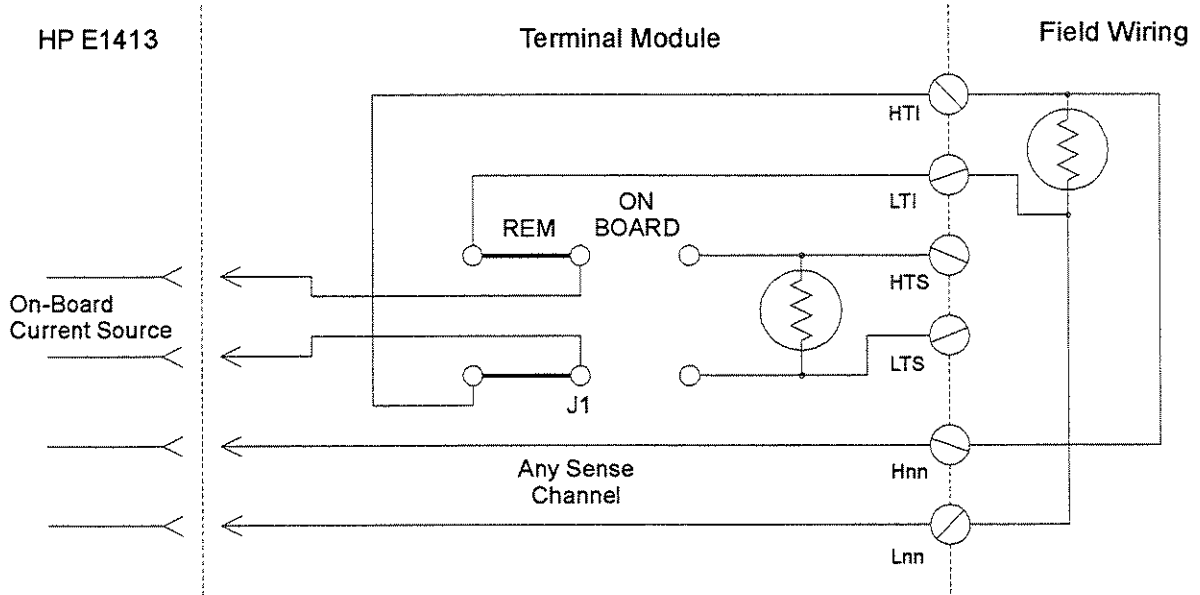 HP E1413
Terminal Module
Field Wiring
HTI
LTI
REM
ON
BOARD
HTS
On-Board
Current Source
LTS
J1
Any Sense
Channel
Hnn
Lnn